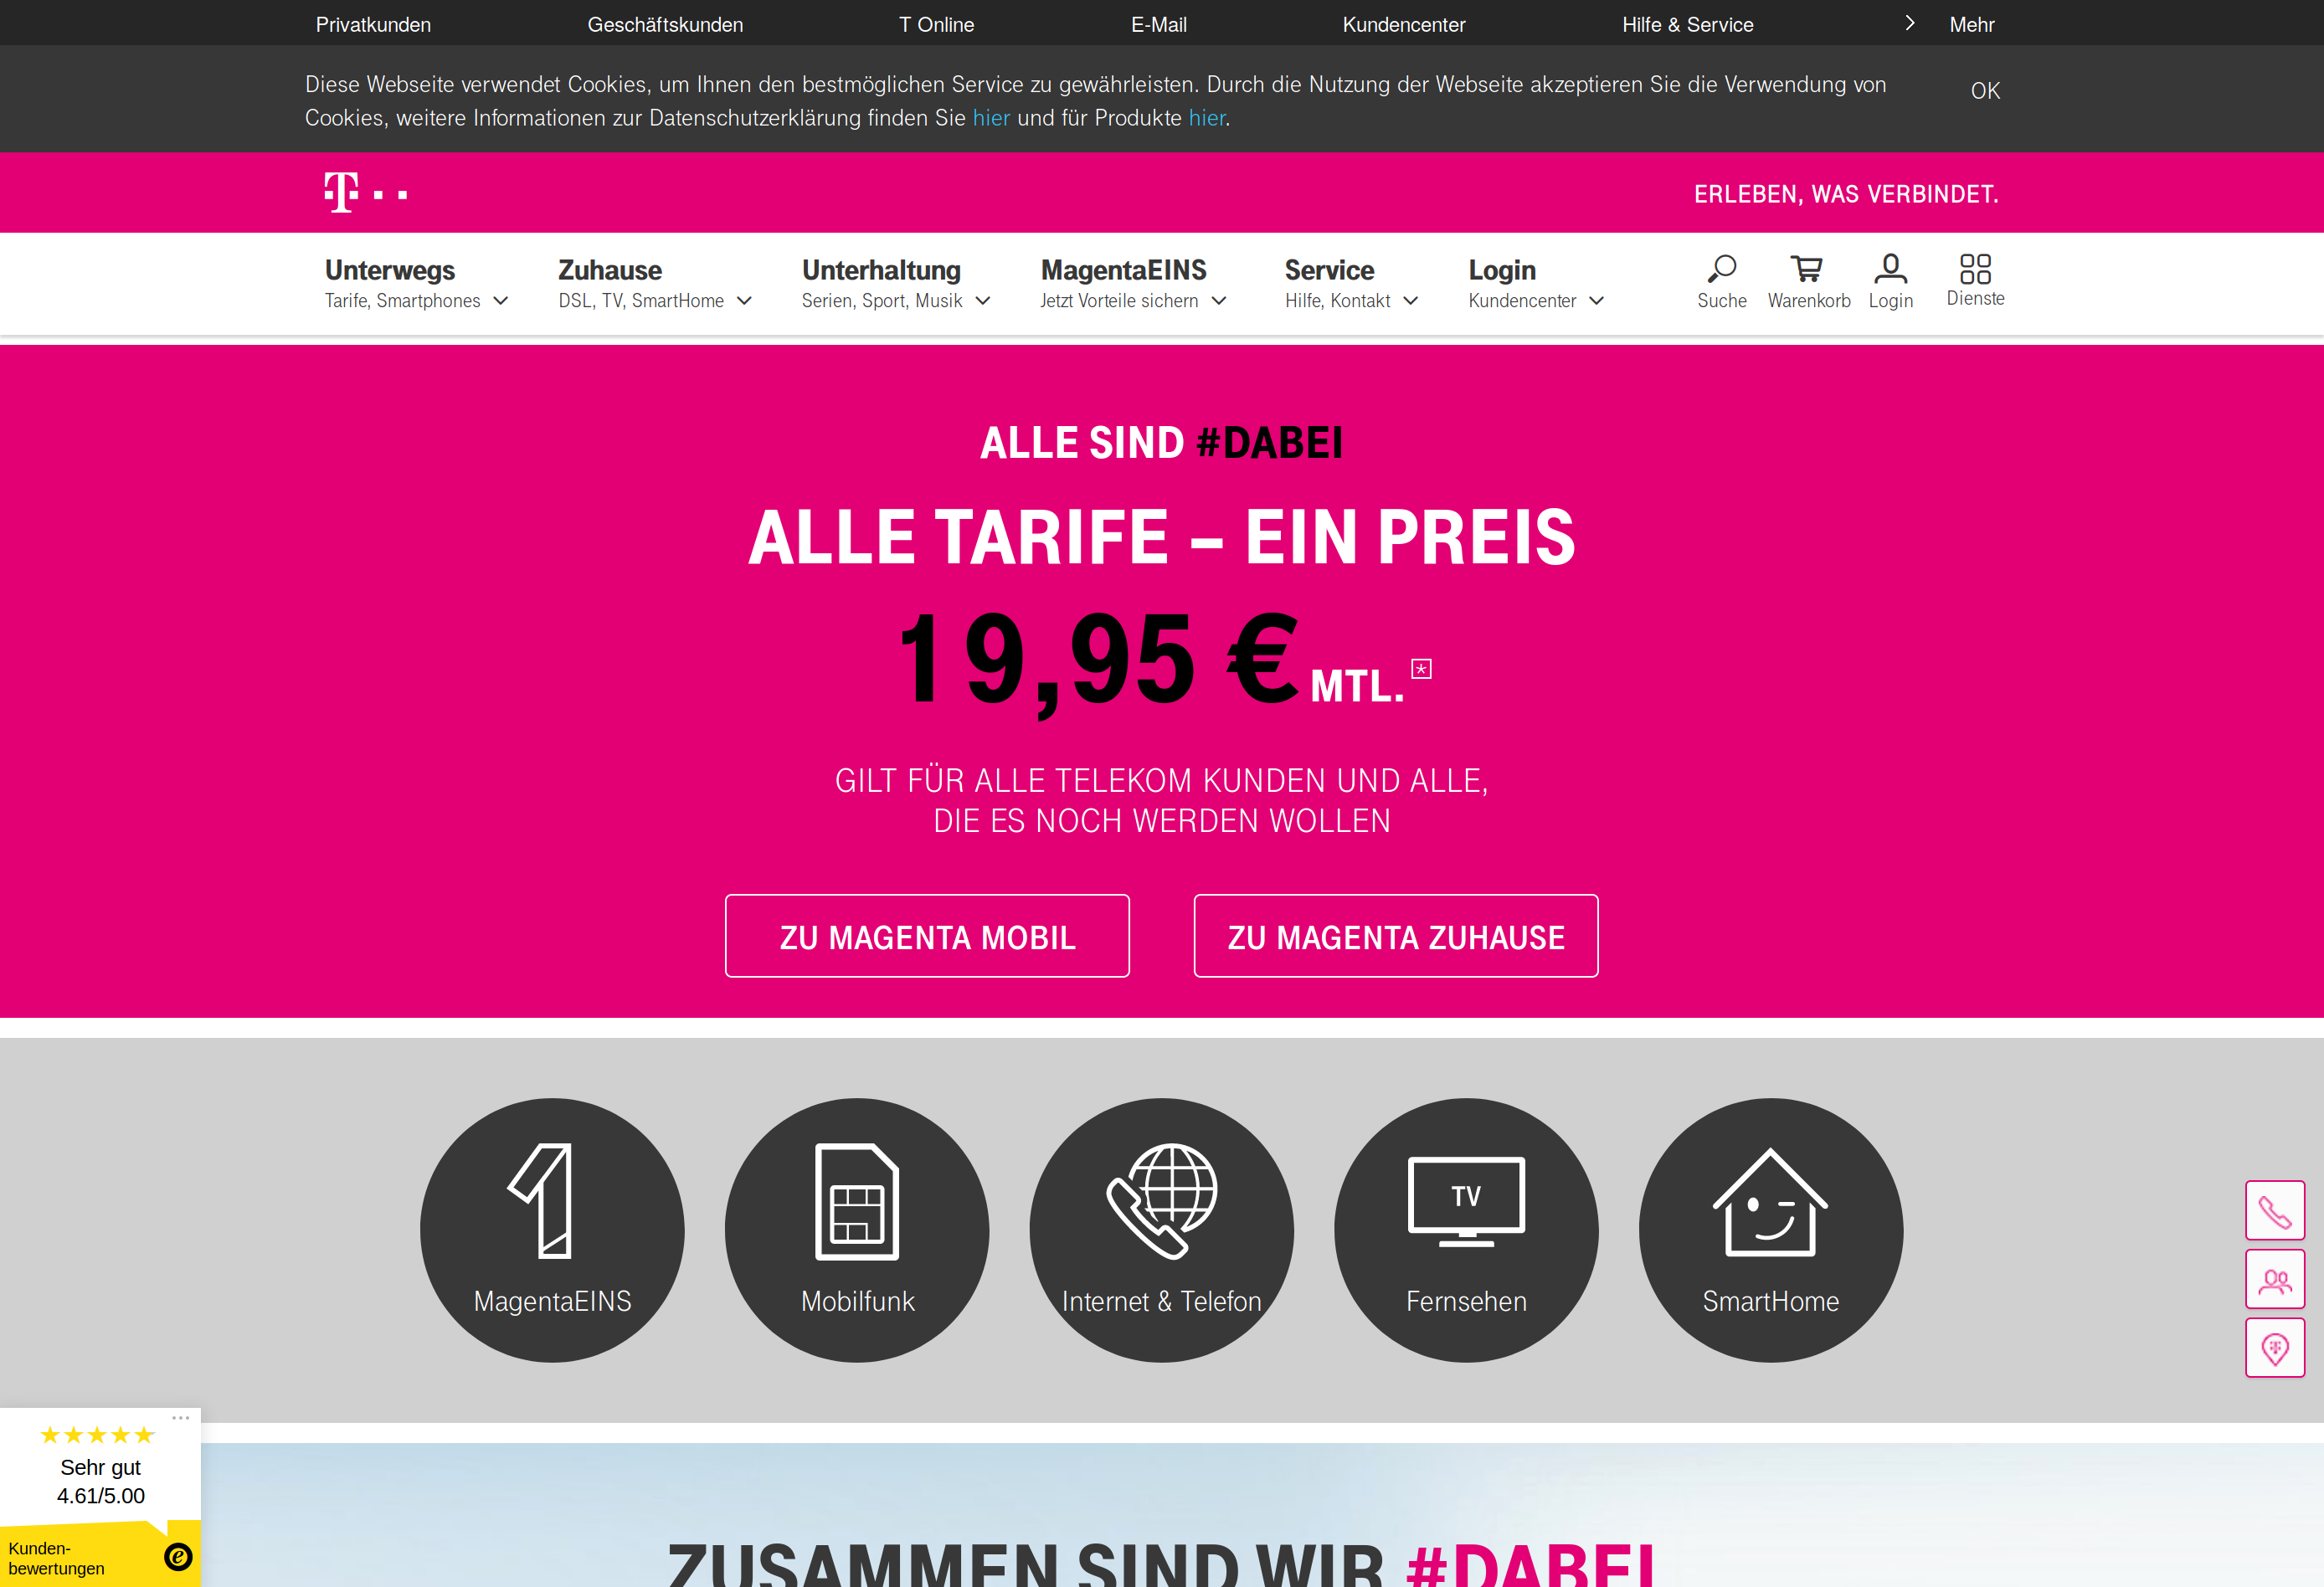 Privatkunden Geschäftskunden T Online E-Mail Kundencenter Hilfe & Service Mehr
Diese Webseite verwendet Cookies, um Ihnen den bestmöglichen Service zu gewährleisten. Durch die Nutzung der Webseite akzeptieren Sie die Verwendung von
Cookies, weitere Informationen zur Datenschutzerklärung finden Sie hier und für Produkte hier.
OK
T
ERLEBEN, WAS VERBINDET.
Unterwegs Zuhause Unterhaltung MagentaEINS Service Login
Tarife, Smartphones DSL, TV, SmartHome Serien, Sport, Musik Jetzt Vorteile sichern Hilfe, Kontakt Kundencenter Suche Warenkorb Login Dienste
ALLE SIND #DABEI
ALLE TARIFE – EIN PREIS
19,95 € MTL.*
GILT FÜR ALLE TELEKOM KUNDEN UND ALLE,
DIE ES NOCH WERDEN WOLLEN
ZU MAGENTA MOBIL ZU MAGENTA ZUHAUSE
TV
MagentaEINS Mobilfunk Internet & Telefon Fernsehen SmartHome
Sehr gut
4.61/5.00
Kunden-
bewertungen
e
ZUSAMMEN SIND WIR #DABEI